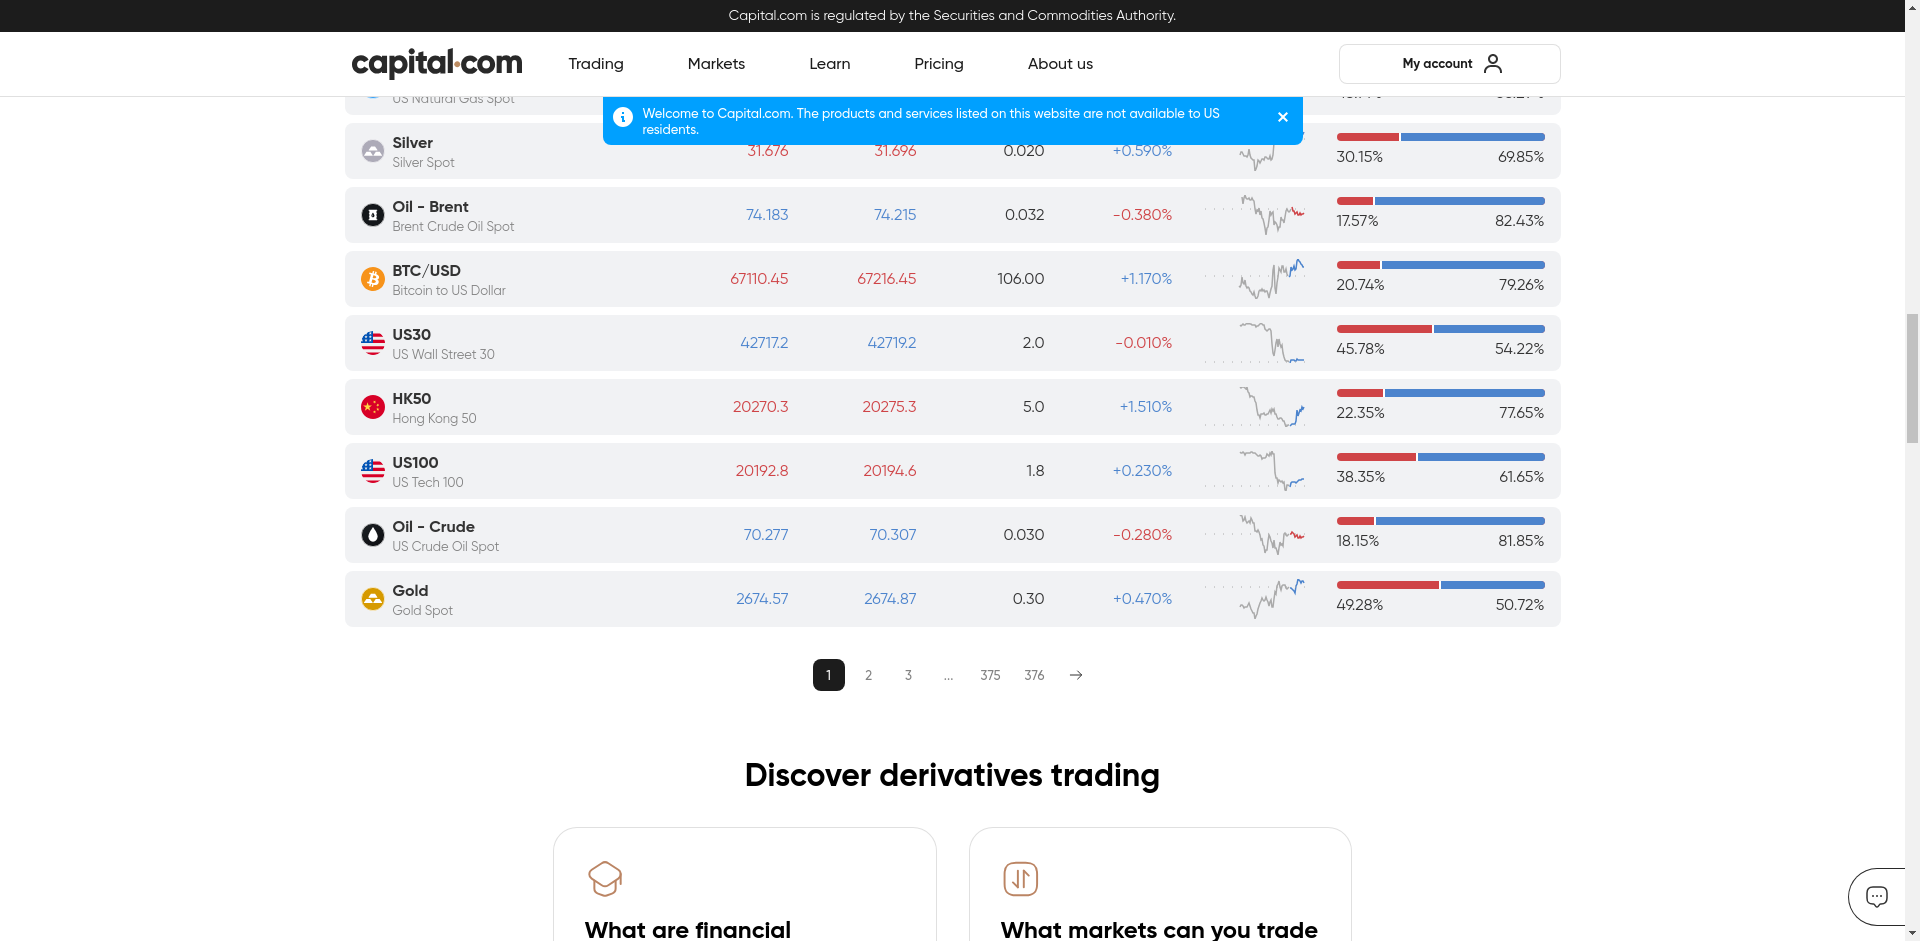 Capital.com is regulated by the Securities and Commodities Authority.
capital.com
Trading
Markets
Learn
Pricing
About us
My account
US Natural Gas Spot
Welcome to Capital.com. The products and services listed on this website are not available to US
residents.
Silver
Silver Spot
31.676
31.696
0.020
+0.590%
30.15%
69.85%
Oil - Brent
Brent Crude Oil Spot
74.183
74.215
0.032
-0.380%
17.57%
82.43%
BTC/USD
Bitcoin to US Dollar
67110.45
67216.45
106.00
+1.170%
20.74%
79.26%
US30
US Wall Street 30
42717.2
42719.2
2.0
-0.010%
45.78%
54.22%
HK50
Hong Kong 50
20270.3
20275.3
5.0
+1.510%
22.35%
77.65%
US100
US Tech 100
20192.8
20194.6
1.8
+0.230%
38.35%
61.65%
Oil - Crude
US Crude Oil Spot
70.277
70.307
0.030
-0.280%
18.15%
81.85%
Gold
Gold Spot
2674.57
2674.87
0.30
+0.470%
49.28%
50.72%
1
2
3
...
375
376
Discover derivatives trading
What are financial
What markets can you trade